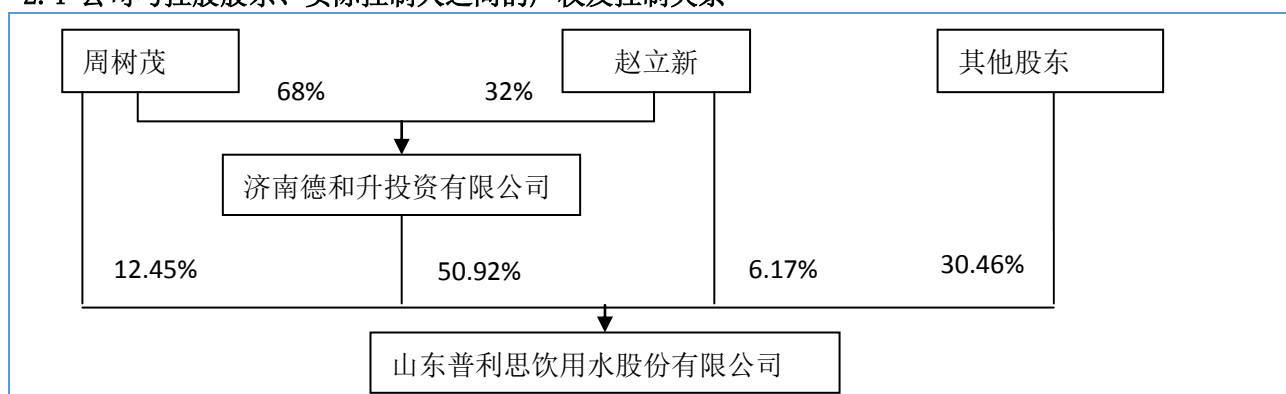 周树茂 赵立新 其他股东
68% 32%
济南德和升投资有限公司
12.45% 50.92% 6.17% 30.46%
山东普利思饮用水股份有限公司